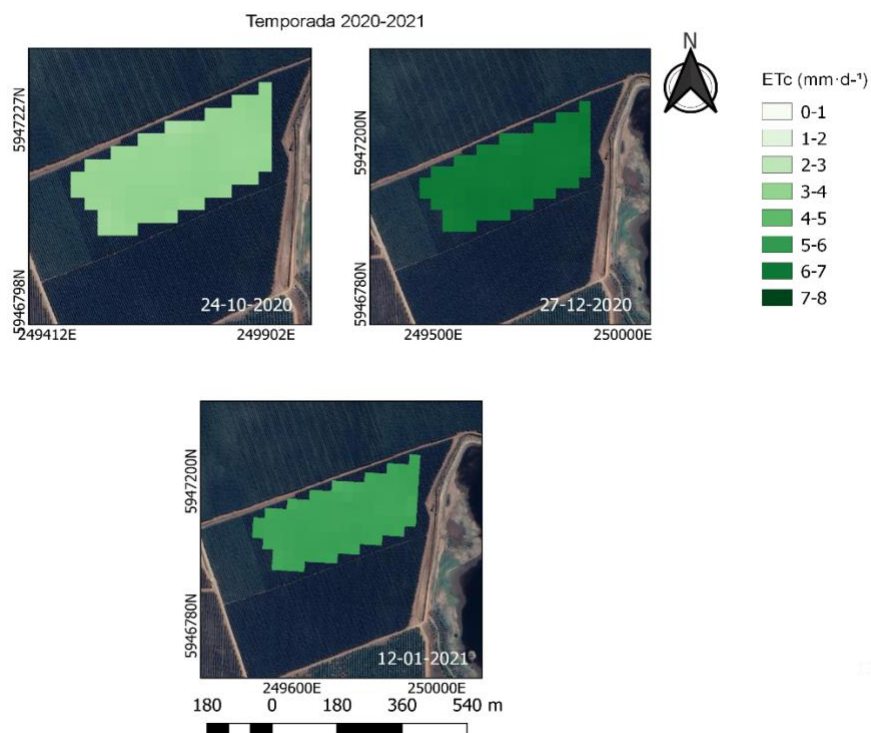 Temporada 2020-2021
N
ETc (mm·d-¹)
0-1
1-2
2-3
3-4
4-5
5-6
6-7
7-8
5947227N
5946798N
24-10-2020
249412E
249902E
5947200N
5946780N
27-12-2020
249500E
250000E
5947200N
5946780N
12-01-2021
249600E
250000E
180 0 180 360 540 m